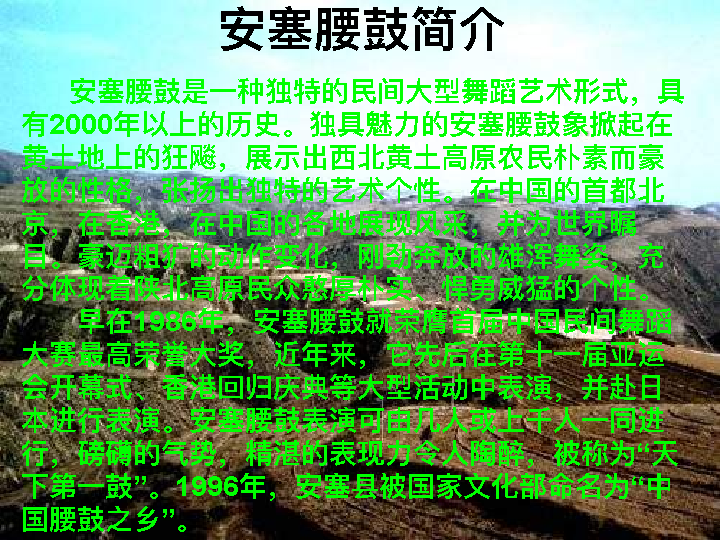 安塞腰鼓简介
安塞腰鼓是一种独特的民间大型舞蹈艺术形式，具
有2000年以上的历史。独具魅力的安塞腰鼓象掀起在
黄土地上的狂飚，展示出西北黄土高原农民朴素而豪
放的性格，张扬出独特的艺术个性。在中国的首都北
京，在香港，在中国的各地展现风采，并为世界瞩
目。豪迈粗犷的动作变化，刚劲奔放的雄浑舞姿，充
分体现着陕北高原民众憨厚朴实、悍勇威猛的个性。
早在1986年，安塞腰鼓就荣膺首届中国民间舞蹈
大赛最高荣誉大奖，近年来，它先后在第十一届亚运
会开幕式、香港回归庆典等大型活动中表演，并赴日
本进行表演。安塞腰鼓表演可由几人或上千人一同进
行，磅礴的气势，精湛的表现力令人陶醉，被称为“天
下第一鼓”。1996年，安塞县被国家文化部命名为“中
国腰鼓之乡”。